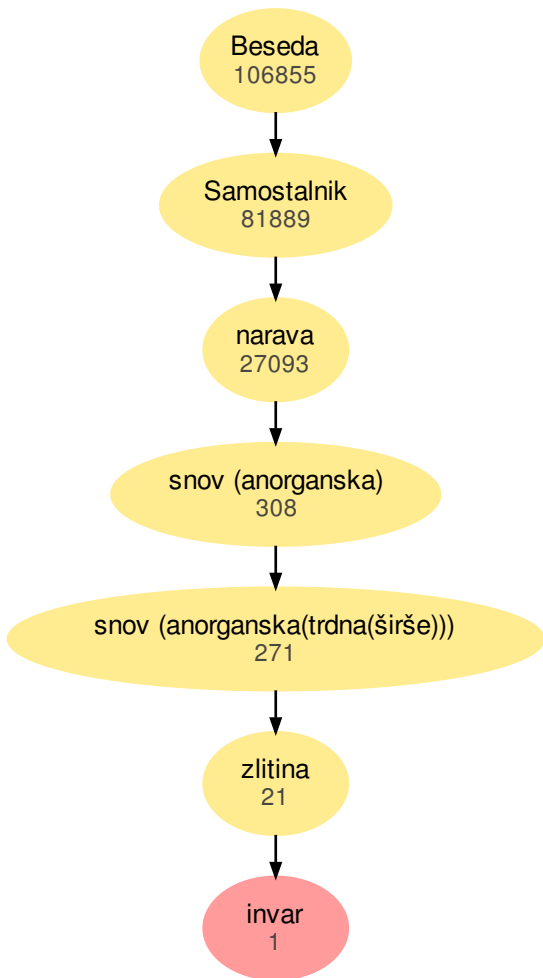 Beseda
106855
Samostalnik
81889
narava
27093
snov (anorganska)
308
snov (anorganska(trdna(širše)))
271
zlitina
21
invar
1